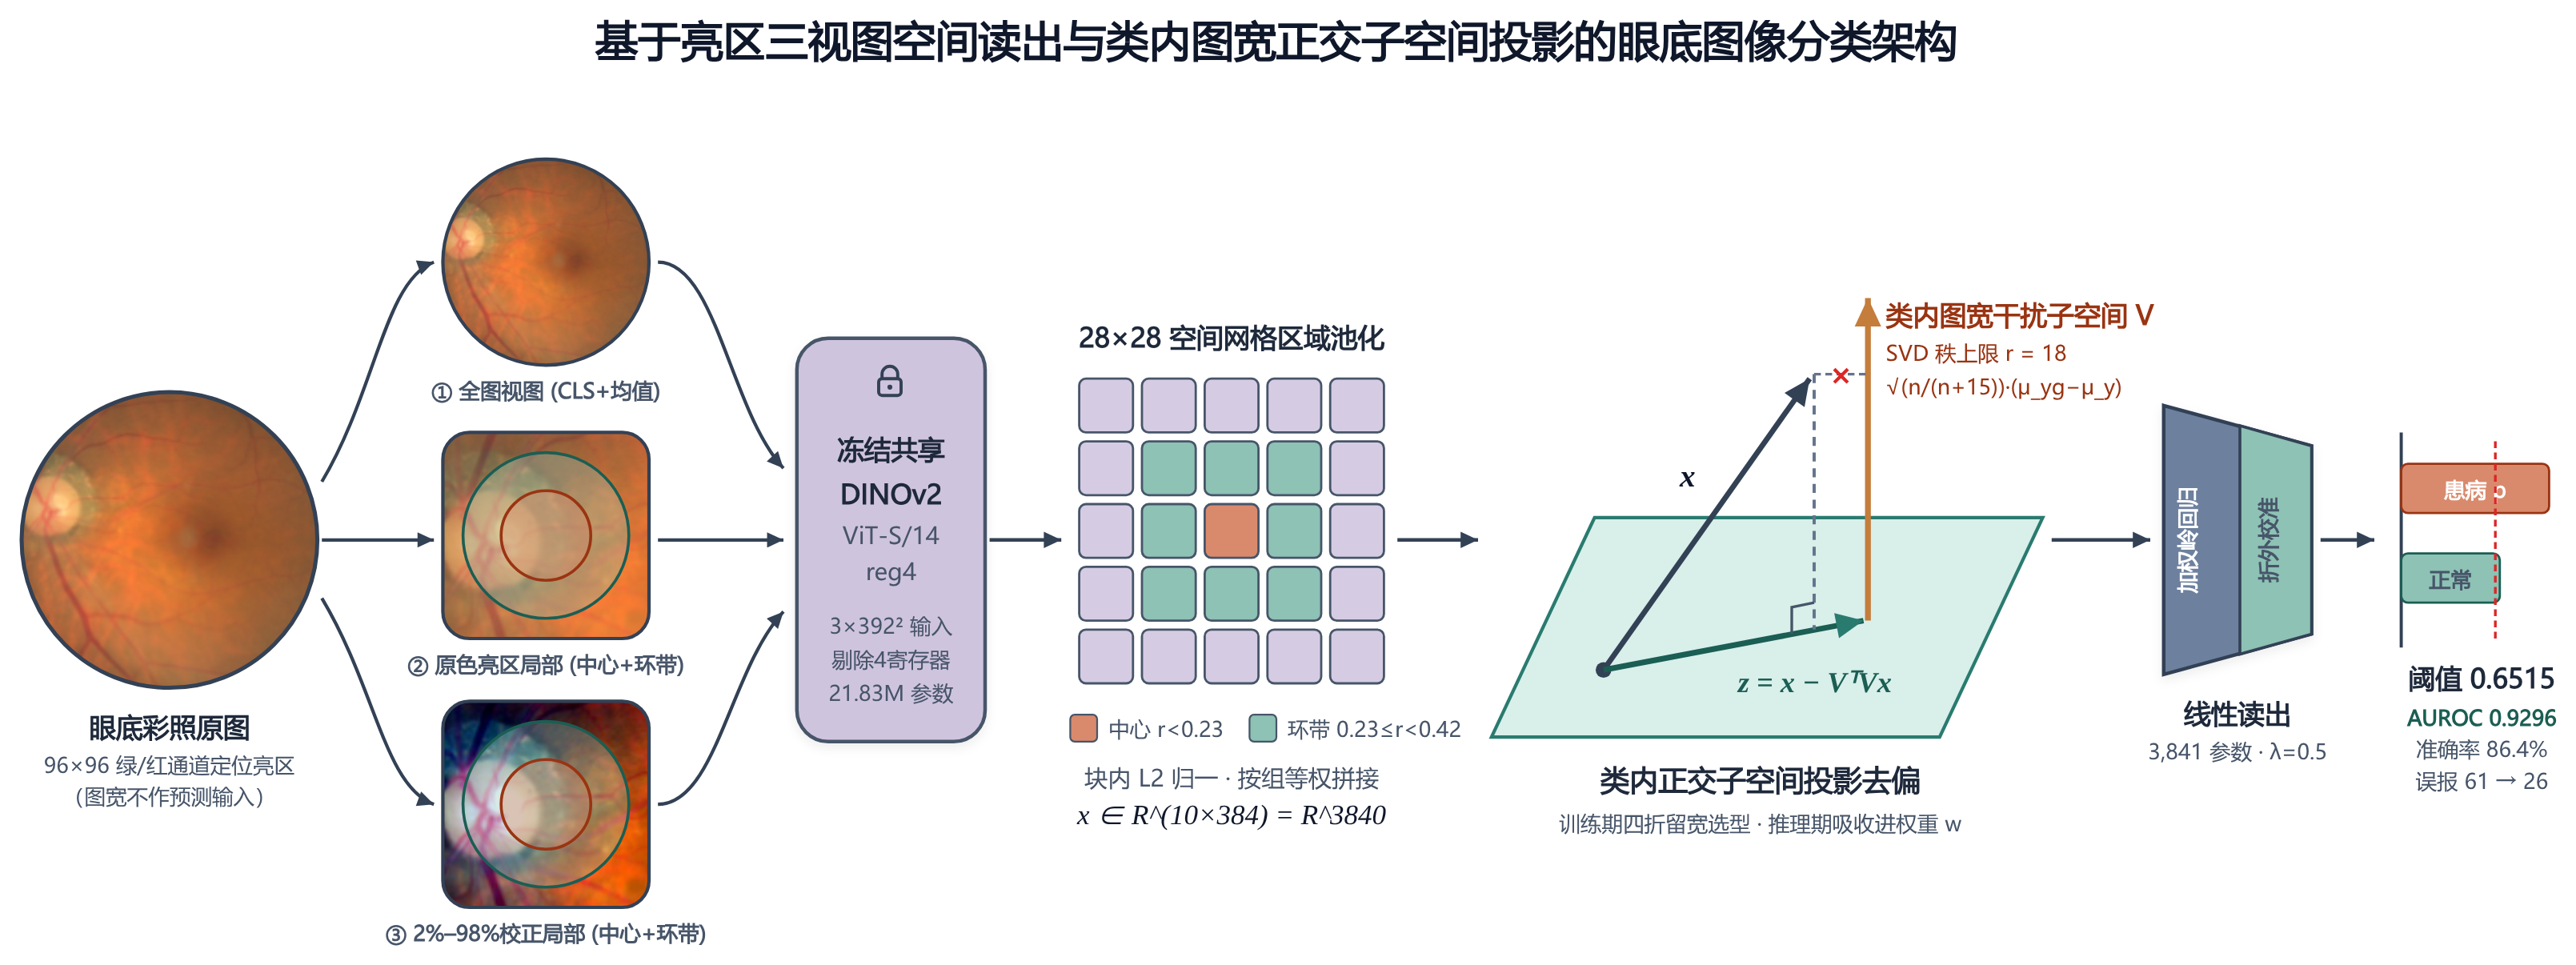 基于亮区三视图空间读出与类内图宽正交子空间投影的眼底图像分类架构
眼底彩照原图
96×96 绿/红通道定位亮区
（图宽不作预测输入）
① 全图视图 (CLS+均值)
② 原色亮区局部 (中心+环带)
③ 2%–98%校正局部 (中心+环带)
冻结共享
DINOv2
ViT-S/14
reg4
3×392² 输入
剔除4寄存器
21.83M 参数
28×28 空间网格区域池化
中心 r<0.23
环带 0.23≤r<0.42
块内 L2 归一 · 按组等权拼接
x ∈ R^(10×384) = R^3840
类内图宽干扰子空间 V
SVD 秩上限 r = 18
√(n/(n+15))·(μ_yg−μ_y)
x
z = x − VᵀVx
类内正交子空间投影去偏
训练期四折留宽选型 · 推理期吸收进权重 w
加权岭回归
折外校准
线性读出
3,841 参数 · λ=0.5
患病 p
正常
阈值 0.6515
AUROC 0.9296
准确率 86.4%
误报 61 → 26